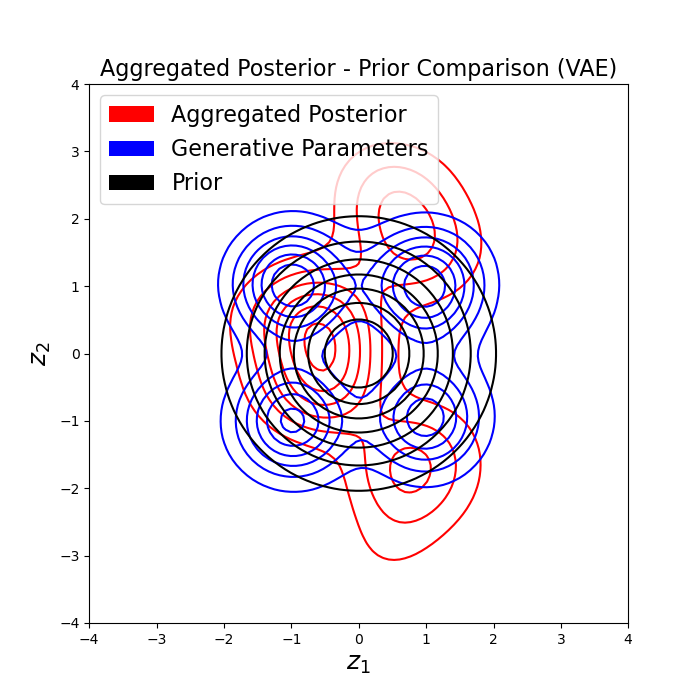 Aggregated Posterior - Prior Comparison (VAE)
Aggregated Posterior
Generative Parameters
Prior
4
3
2
1
0
−1
−2
−3
−4
z₂
−4 −3 −2 −1 0 1 2 3 4
z₁